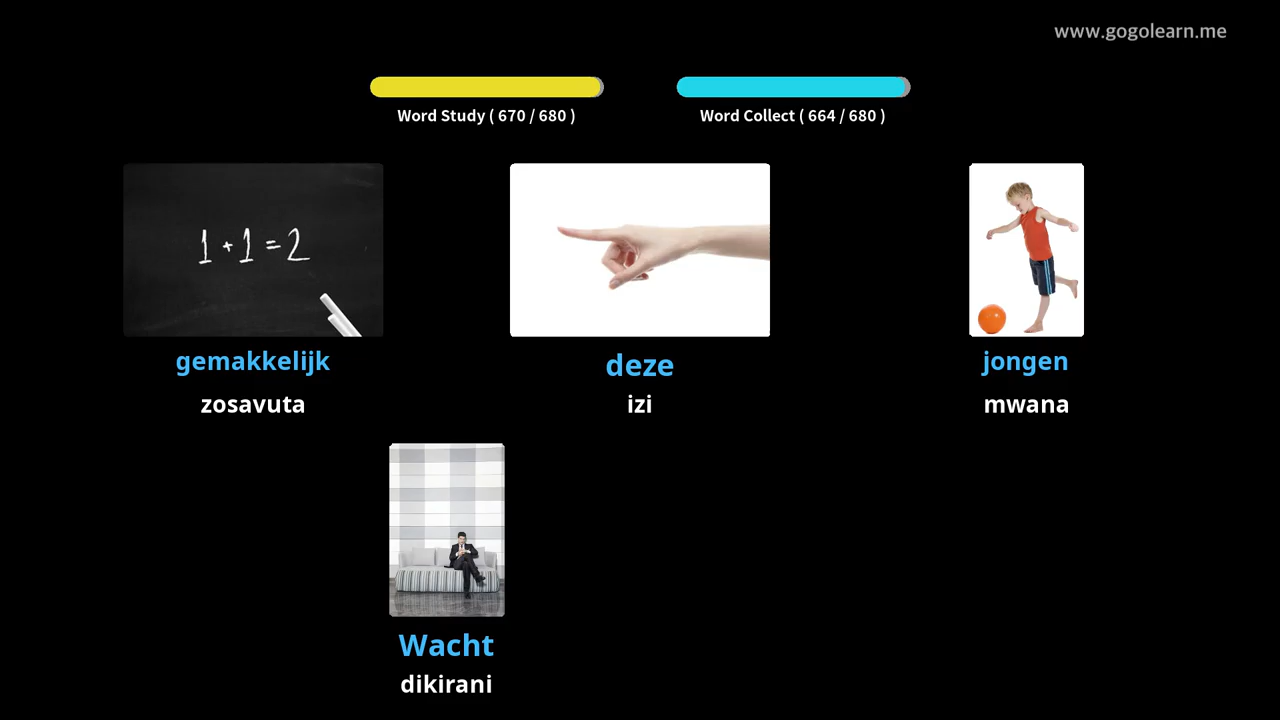 www.gogolearn.me
Word Study ( 670 / 680 )
Word Collect ( 664 / 680 )
1 + 1 = 2
gemakkelijk
zosavuta
deze
izi
jongen
mwana
Wacht
dikirani